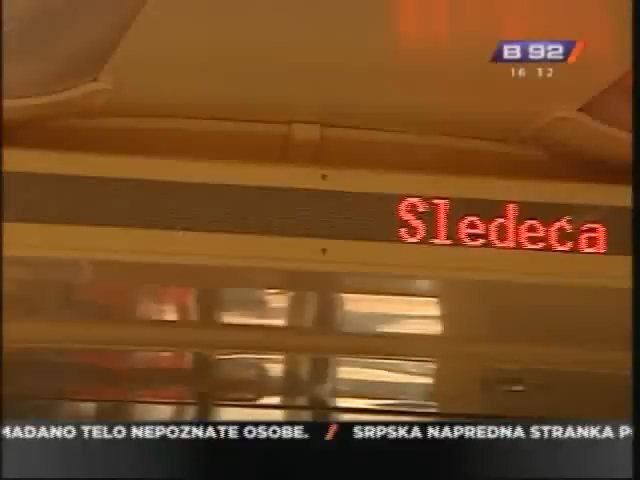 B 92
16 32
Sledeća
MADANO TELO NEPOZNATE OSOBE. / SRPSKA NAPREDNA STRANKA P